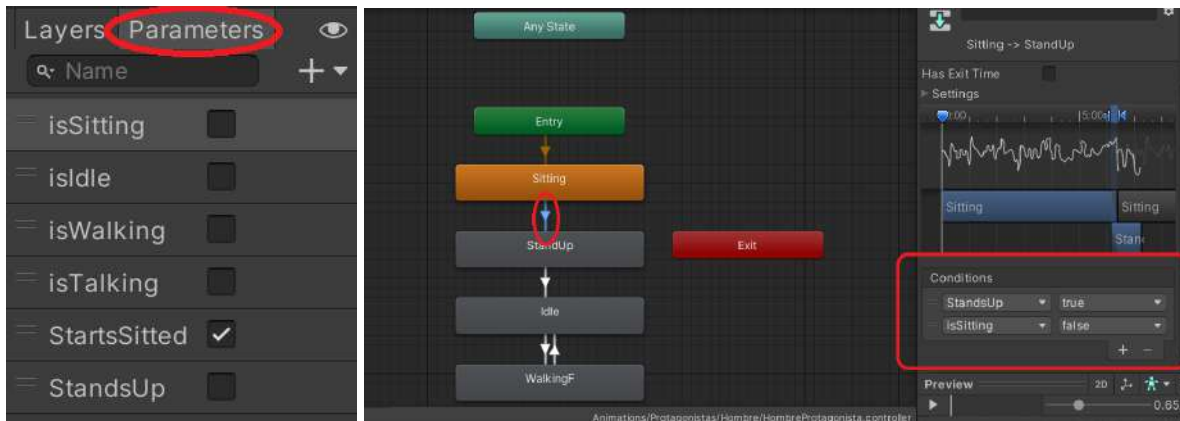 Layers Parameters
Name
isSitting
isIdle
isWalking
isTalking
StartsSitted
StandsUp
Any State
Entry
Sitting
StandUp
Exit
Idle
WalkingF
Animations/Protagonistas/Hombre/HombreProtagonista.controller
Sitting -> StandUp
Has Exit Time
Settings
Sitting Sitting
Conditions
StandsUp true
isSitting false
+ -
Preview 2D
0.65